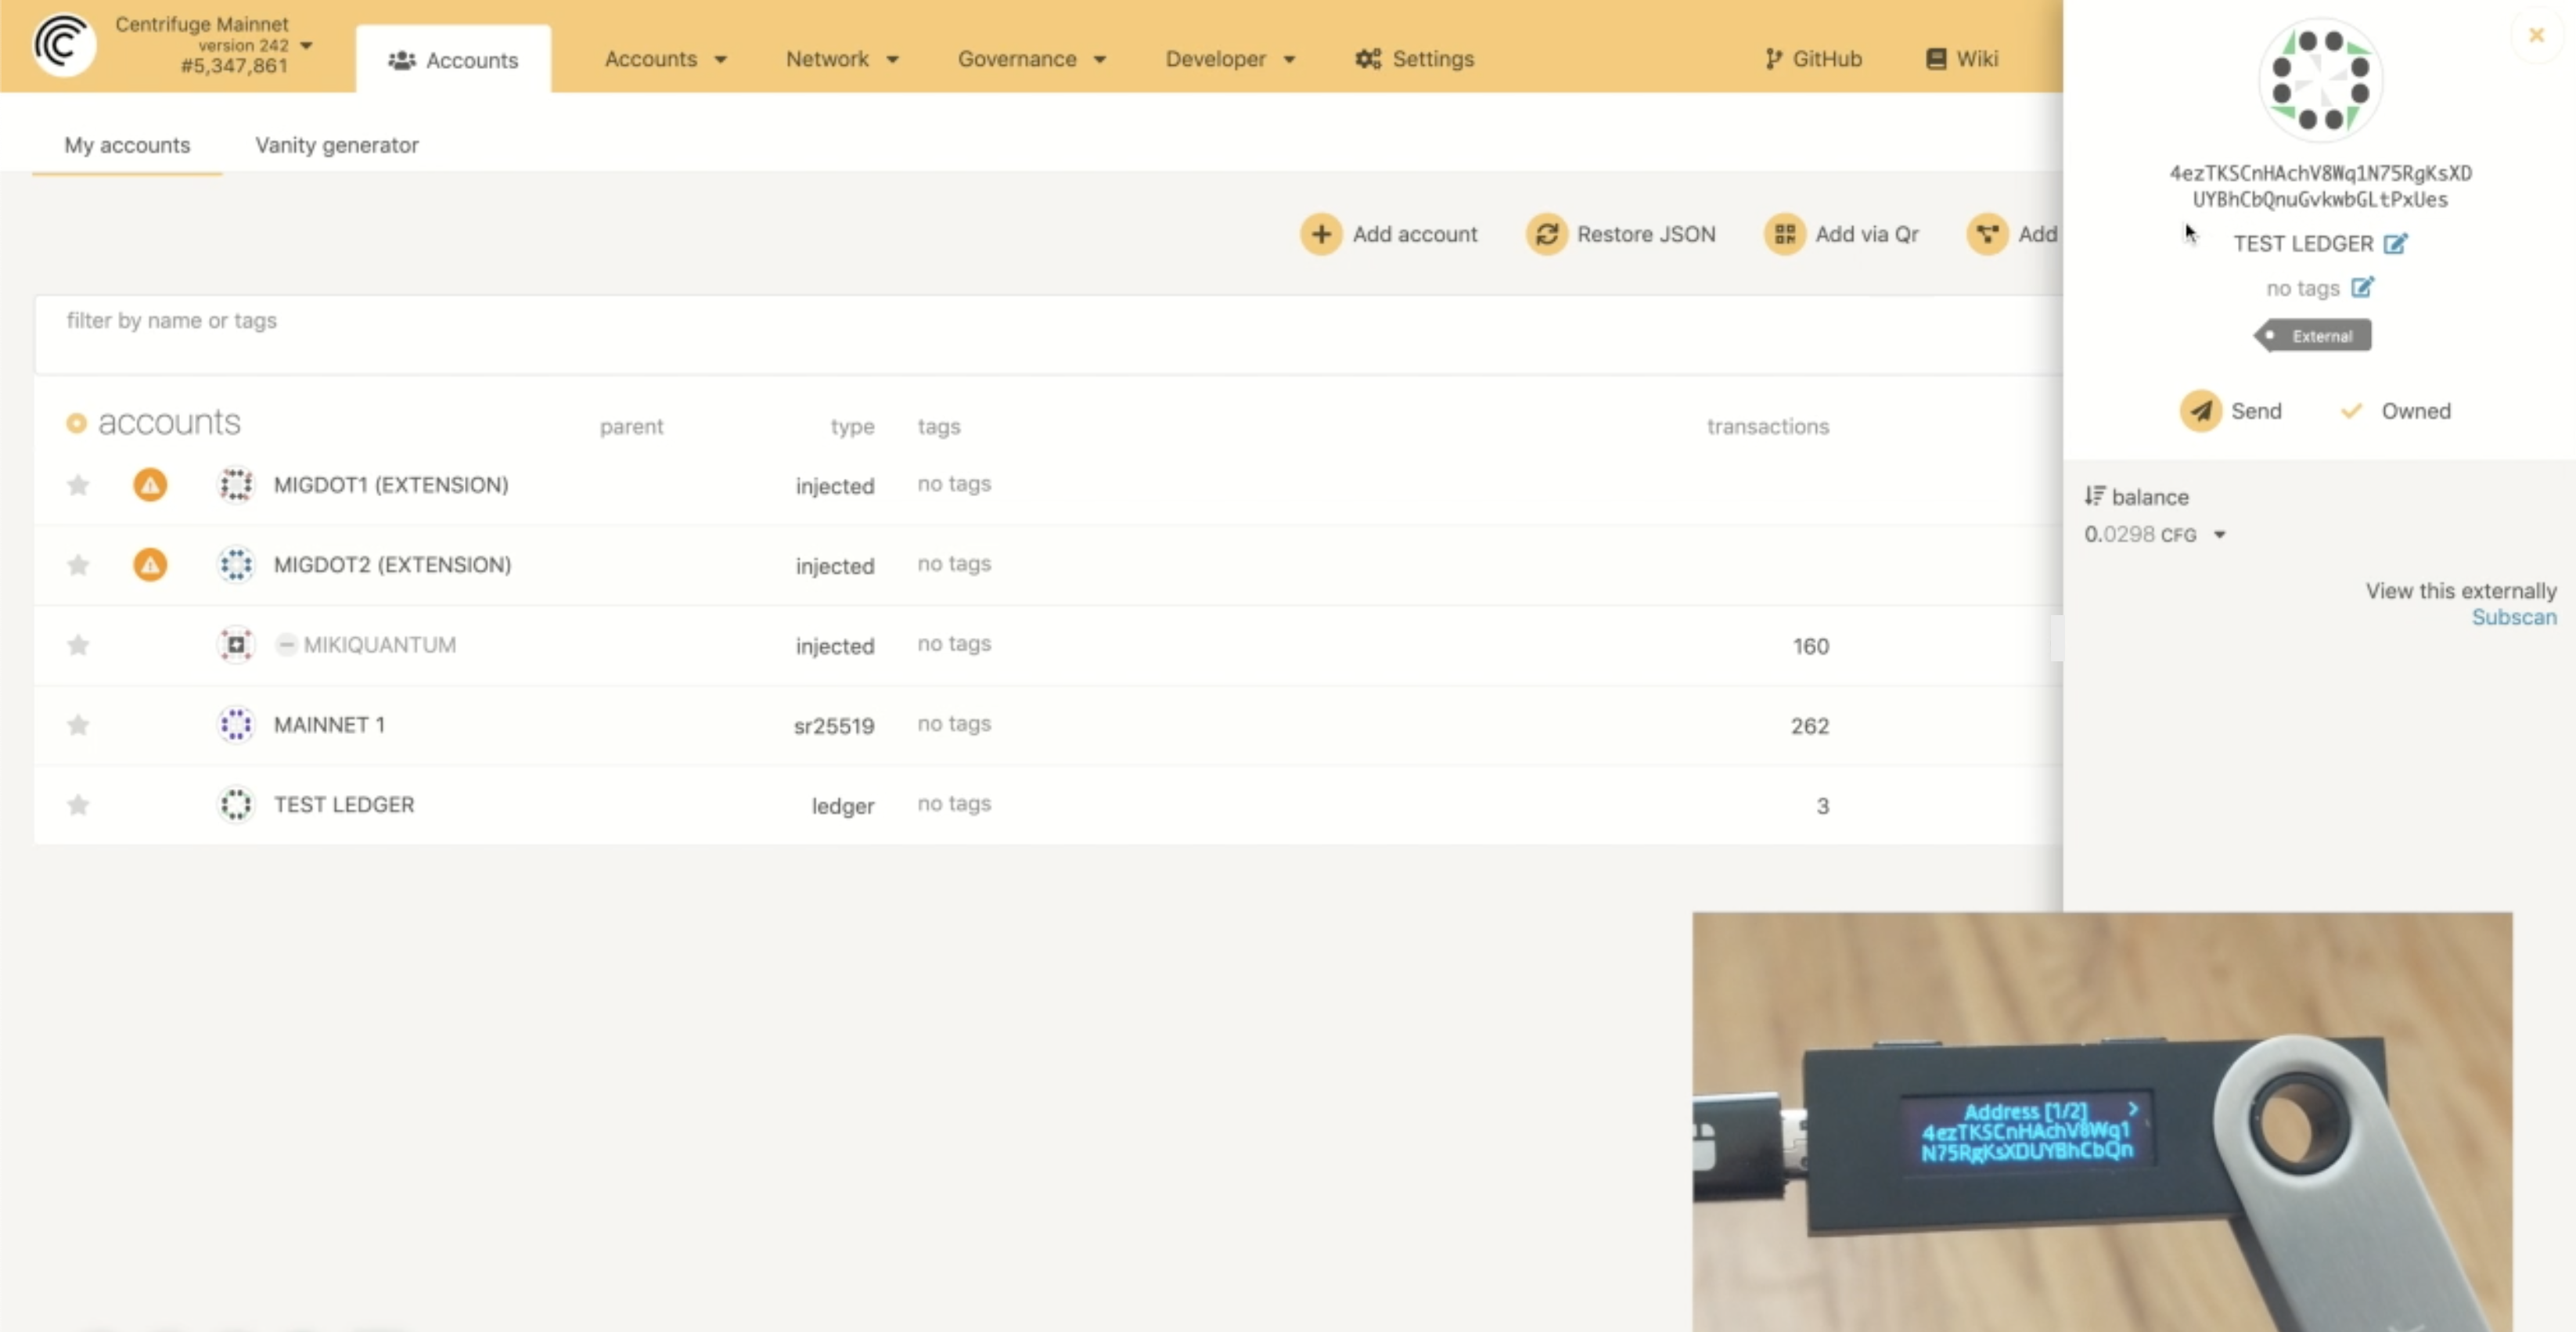 Centrifuge Mainnet
version 242
#5,347,861
Accounts
Accounts
Network
Governance
Developer
Settings
GitHub
Wiki
My accounts
Vanity generator
Add account
Restore JSON
Add via Qr
Add
filter by name or tags
accounts parent type tags transactions
MIGDOT1 (EXTENSION) injected no tags
MIGDOT2 (EXTENSION) injected no tags
MIKIQUANTUM injected no tags 160
MAINNET 1 sr25519 no tags 262
TEST LEDGER ledger no tags 3
4ezTKSCnHAchV8Wq1N75RgKsXD
UYBhCbQnuGvkwbGLtPxUes
TEST LEDGER
no tags
External
Send
Owned
balance
0.0298 CFG
View this externally
Subscan
Address [1/2]
4ezTKSCnHAchV8Wq1
N75RgKsXDUYBhCbQn